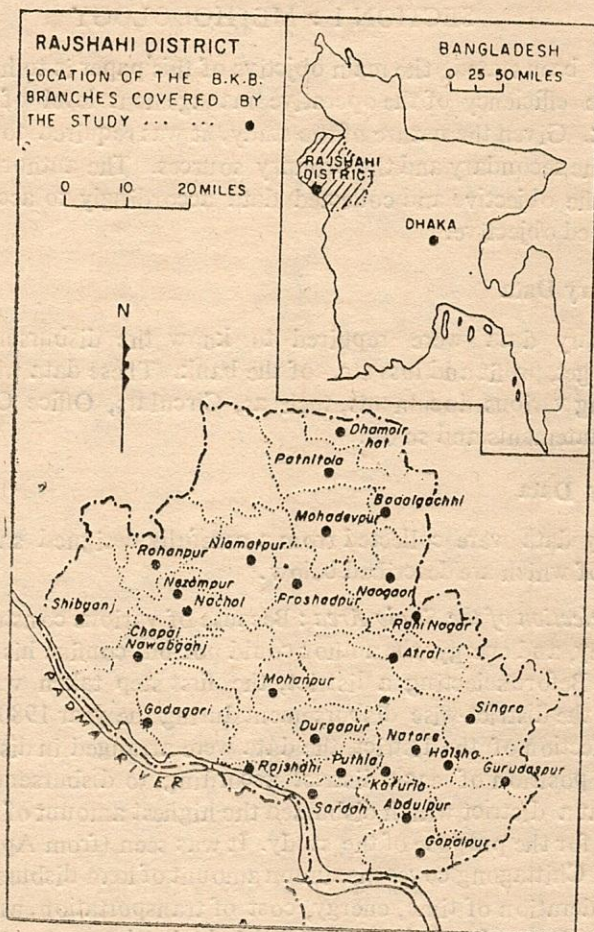 RAJSHAHI DISTRICT
LOCATION OF THE B.K.B.
BRANCHES COVERED BY
THE STUDY ... ...
0 10 20 MILES
BANGLADESH
0 25 50 MILES
RAJSHAHI
DISTRICT
DHAKA
N
Dhamoir
hat
Patnitola
Badalgachhi
Mohadevpur
Niamatpur
Rohanpur
Nezampur
Nachol
Proshadpur
Naogaon
Shibganj
Rani Nagar
Chapai
Nawabganj
Atrai
Mohanpur
Singra
Godagari
Durgapur
Natore
Halsha
PADMA RIVER
Rajshahi
Puthia
Katuria
Gurudaspur
Sardah
Abdulpur
Gopalpur